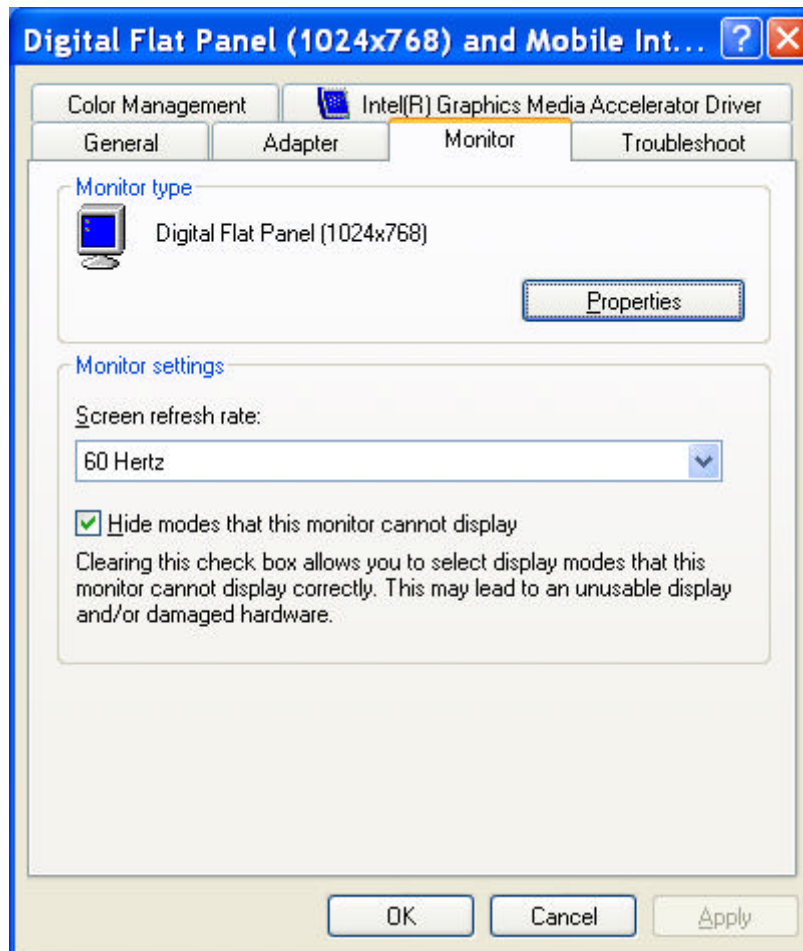 Digital Flat Panel (1024x768) and Mobile Int...
Color Management
Intel(R) Graphics Media Accelerator Driver
General
Adapter
Monitor
Troubleshoot
Monitor type
Digital Flat Panel (1024x768)
Properties
Monitor settings
Screen refresh rate:
60 Hertz
Hide modes that this monitor cannot display
Clearing this check box allows you to select display modes that this
monitor cannot display correctly. This may lead to an unusable display
and/or damaged hardware.
OK
Cancel
Apply